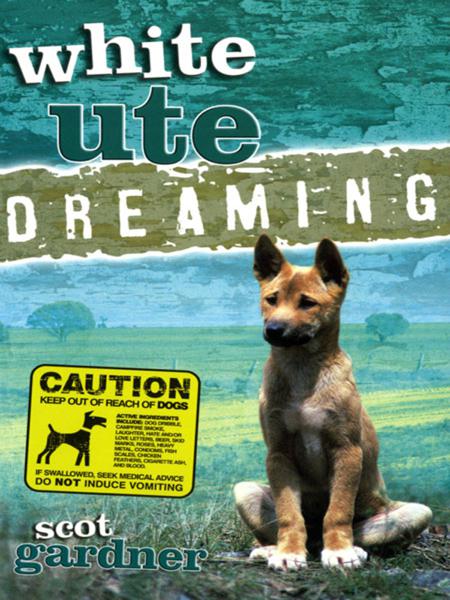 white
ute
DREAMING
CAUT!ON
KEEP OUT OF REACH OF DOGS
ACTIVE INGREDIENTS
INCLUDE: DOG DRIBBLE,
CAMPFIRE SMOKE,
LAUGHTER, HATE AND/OR
LOVE LETTERS, BEER, SKID
MARKS, ROSES, HEAVY
METAL, CONDOMS, FISH
SCALES, CHICKEN
FEATHERS, CIGARETTE ASH,
AND BLOOD.
IF SWALLOWED, SEEK MEDICAL ADVICE
DO NOT INDUCE VOMITING
scot
gardner